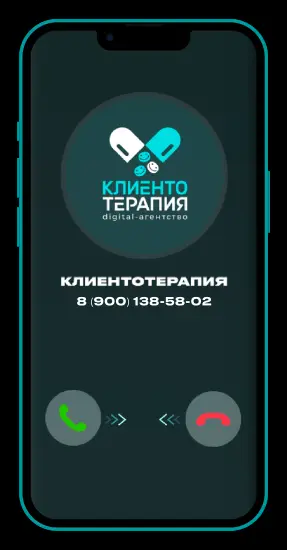 КЛИЕНТО
ТЕРАПИЯ
digital-агентство
КЛИЕНТОТЕРАПИЯ
8 (900) 138-58-02